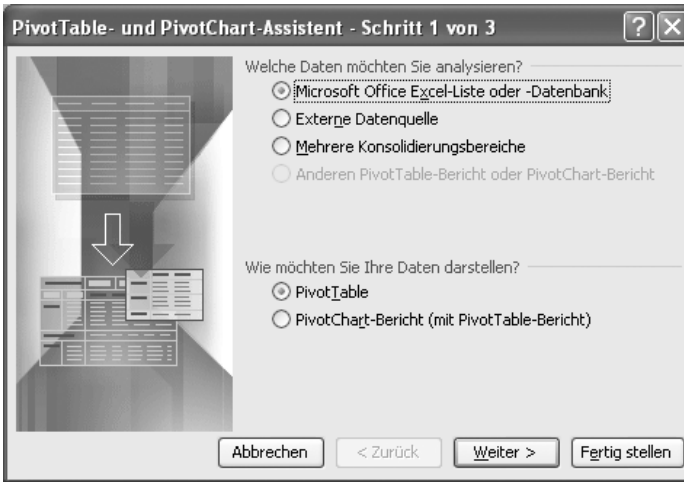 PivotTable- und PivotChart-Assistent - Schritt 1 von 3
Welche Daten möchten Sie analysieren?
Microsoft Office Excel-Liste oder -Datenbank
Externe Datenquelle
Mehrere Konsolidierungsbereiche
Anderen PivotTable-Bericht oder PivotChart-Bericht
Wie möchten Sie Ihre Daten darstellen?
PivotTable
PivotChart-Bericht (mit PivotTable-Bericht)
Abbrechen < Zurück Weiter > Fertig stellen